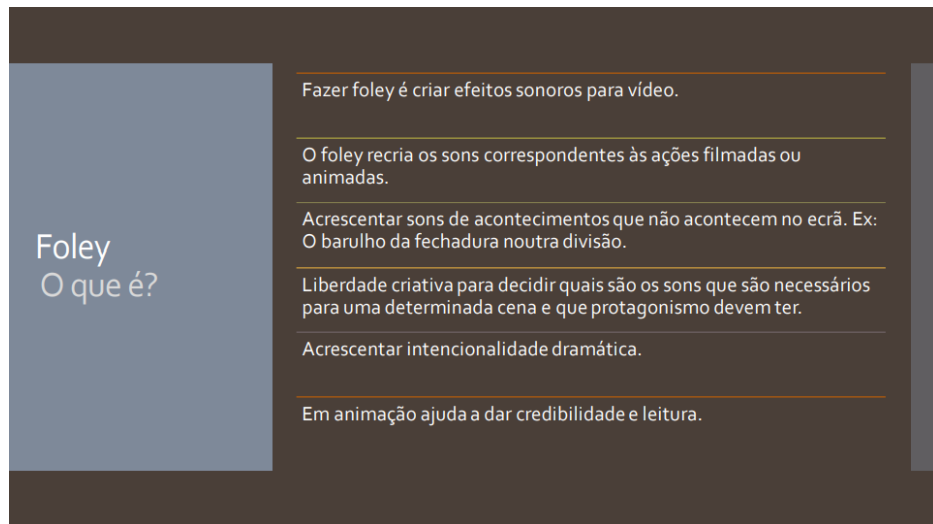 Foley
O que é?
Fazer foley é criar efeitos sonoros para vídeo.
O foley recria os sons correspondentes às ações filmadas ou
animadas.
Acrescentar sons de acontecimentos que não acontecem no ecrã. Ex:
O barulho da fechadura noutra divisão.
Liberdade criativa para decidir quais são os sons que são necessários
para uma determinada cena e que protagonismo devem ter.
Acrescentar intencionalidade dramática.
Em animação ajuda a dar credibilidade e leitura.